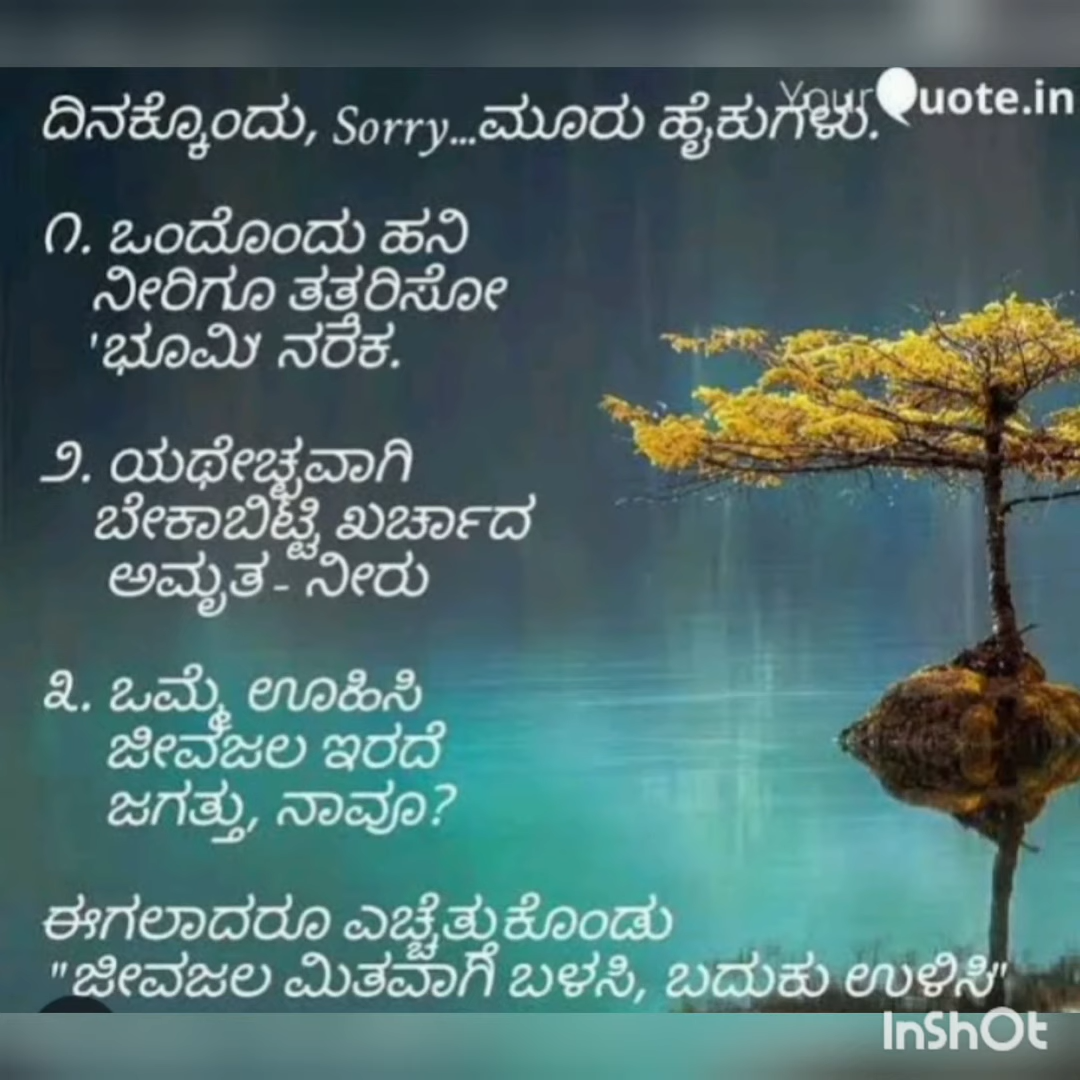 YourQuote.in
ದಿನಕ್ಕೊಂದು, Sorry...ಮೂರು ಹೈಕುಗಳು.
೧. ಒಂದೊಂದು ಹನಿ
ನೀರಿಗೂ ತತ್ತರಿಸೋ
'ಭೂಮಿ' ನರಕ.
೨. ಯಥೇಚ್ಛವಾಗಿ
ಬೇಕಾಬಿಟ್ಟಿ ಖರ್ಚಾದ
ಅಮೃತ - ನೀರು
೩. ಒಮ್ಮೆ ಊಹಿಸಿ
ಜೀವಜಲ ಇರದೆ
ಜಗತ್ತು, ನಾವೂ?
ಈಗಲಾದರೂ ಎಚ್ಚೆತ್ತುಕೊಂಡು
"ಜೀವಜಲ ಮಿತವಾಗಿ ಬಳಸಿ, ಬದುಕು ಉಳಿಸಿ"
InShOt